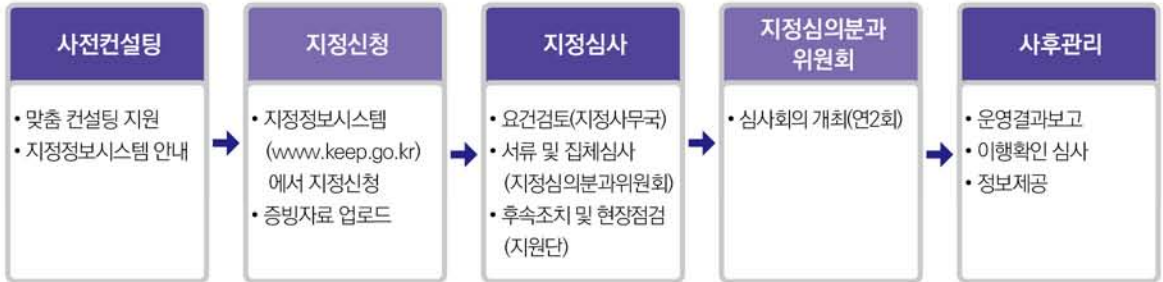 사전컨설팅
• 맞춤 컨설팅 지원
• 지정정보시스템 안내
지정신청
• 지정정보시스템
(www.keep.go.kr)
에서 지정신청
• 증빙자료 업로드
지정심사
• 요건검토(지정사무국)
• 서류 및 집체심사
(지정심의분과위원회)
• 후속조치 및 현장점검
(지원단)
지정심의분과
위원회
• 심사회의 개최(연2회)
사후관리
• 운영결과보고
• 이행확인 심사
• 정보제공